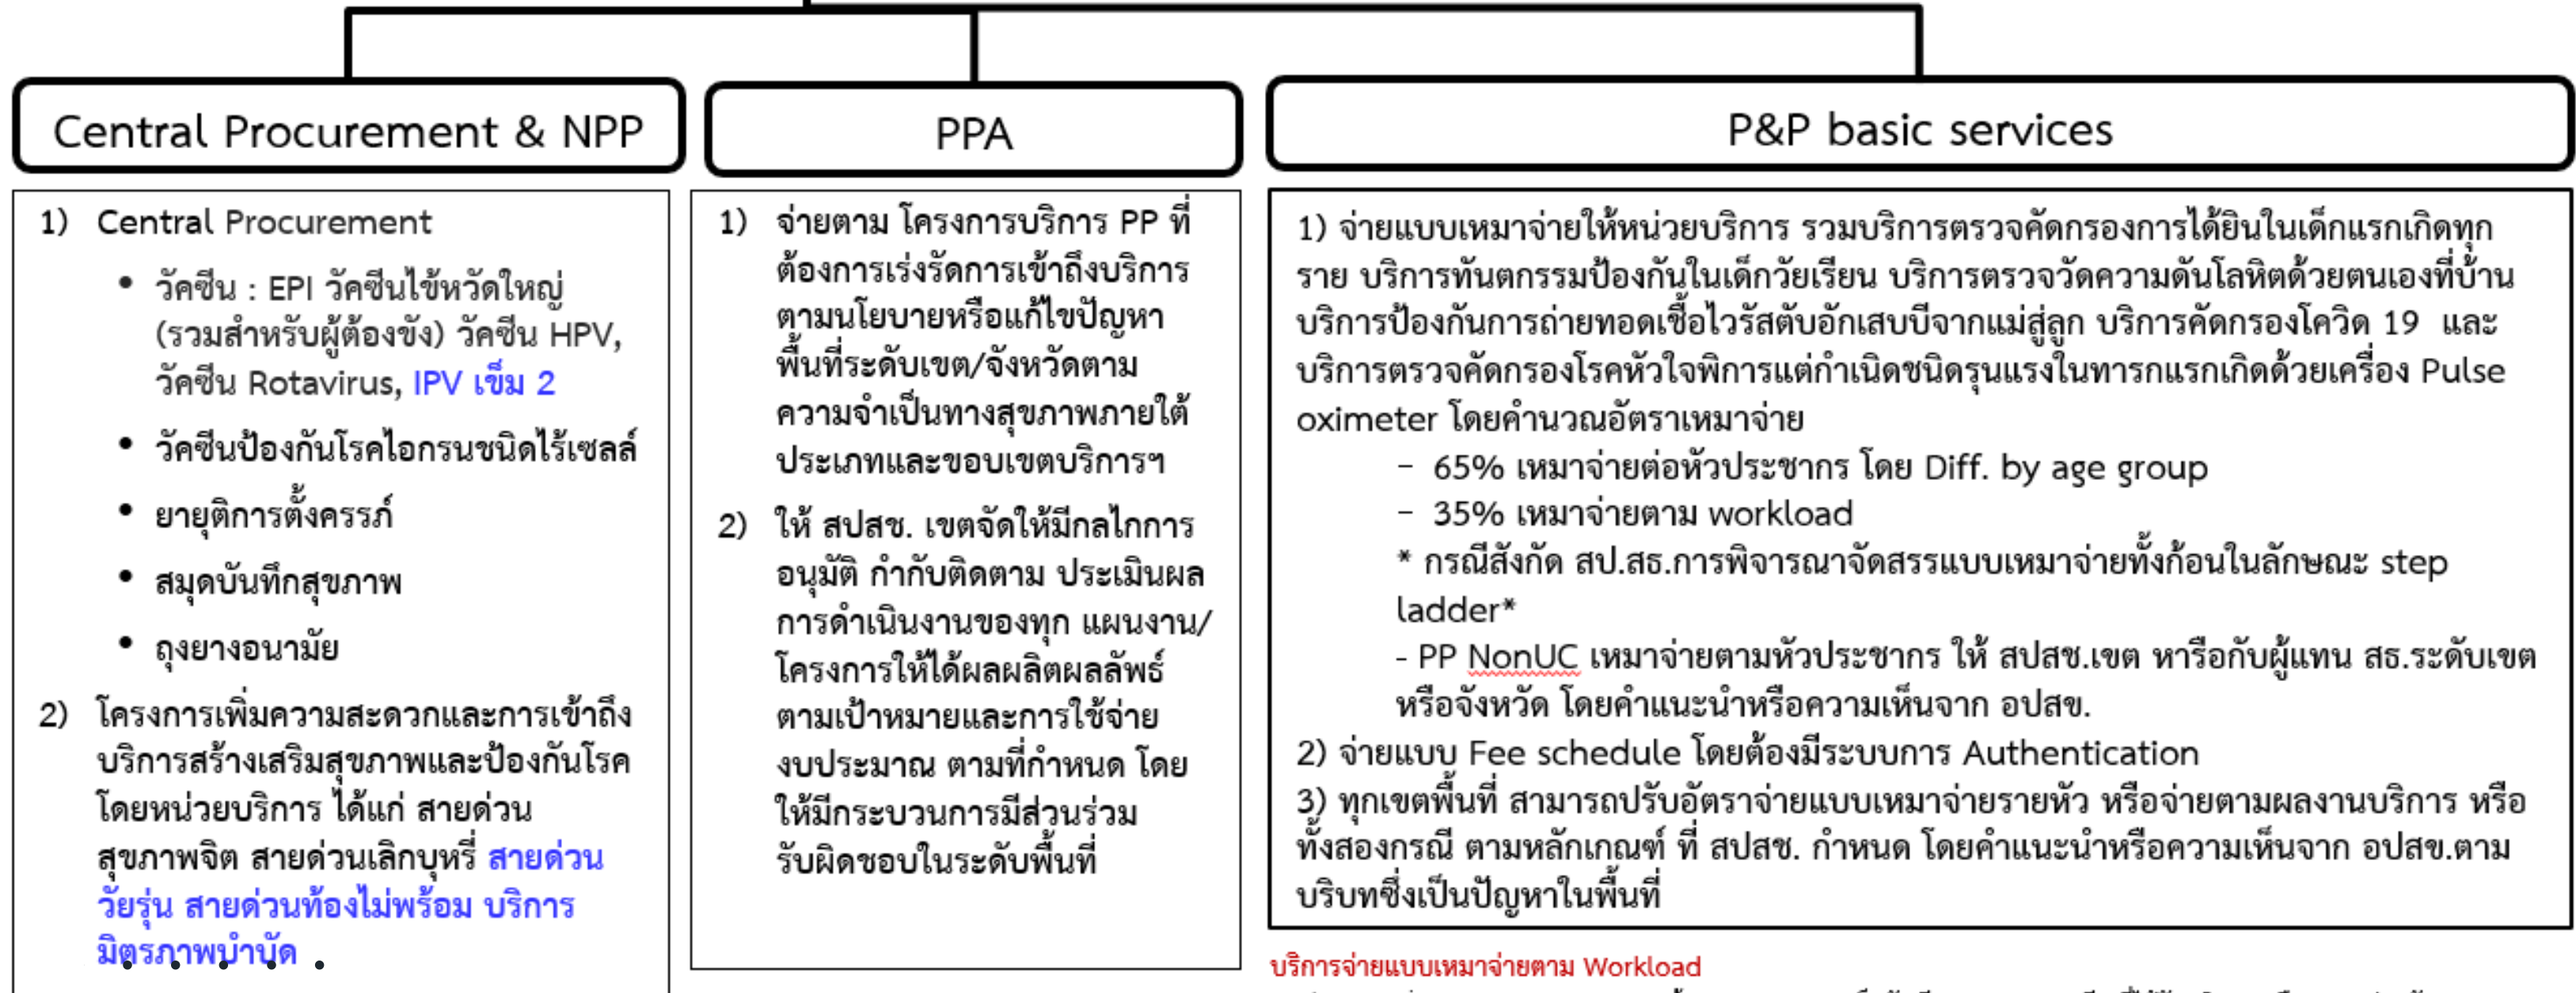 Central Procurement & NPP
1) Central Procurement
• วัคซีน : EPI วัคซีนไข้หวัดใหญ่
(รวมสำหรับผู้ต้องขัง) วัคซีน HPV,
วัคซีน Rotavirus, IPV เข็ม 2
• วัคซีนป้องกันโรคไอกรนชนิดไร้เซลล์
• ยายุติการตั้งครรภ์
• สมุดบันทึกสุขภาพ
• ถุงยางอนามัย
2) โครงการเพิ่มความสะดวกและการเข้าถึง
บริการสร้างเสริมสุขภาพและป้องกันโรค
โดยหน่วยบริการ ได้แก่ สายด่วน
สุขภาพจิต สายด่วนเลิกบุหรี่ สายด่วน
วัยรุ่น สายด่วนท้องไม่พร้อม บริการ
มิตรภาพบำบัด
PPA
1) จ่ายตาม โครงการบริการ PP ที่
ต้องการเร่งรัดการเข้าถึงบริการ
ตามนโยบายหรือแก้ไขปัญหา
พื้นที่ระดับเขต/จังหวัดตาม
ความจำเป็นทางสุขภาพภายใต้
ประเภทและขอบเขตบริการฯ
2) ให้ สปสช. เขตจัดให้มีกลไกการ
อนุมัติ กำกับติดตาม ประเมินผล
การดำเนินงานของทุก แผนงาน/
โครงการให้ได้ผลผลิตผลลัพธ์
ตามเป้าหมายและการใช้จ่าย
งบประมาณ ตามที่กำหนด โดย
ให้มีกระบวนการมีส่วนร่วม
รับผิดชอบในระดับพื้นที่
P&P basic services
1) จ่ายแบบเหมาจ่ายให้หน่วยบริการ รวมบริการตรวจคัดกรองการได้ยินในเด็กแรกเกิดทุก
ราย บริการทันตกรรมป้องกันในเด็กวัยเรียน บริการตรวจวัดความดันโลหิตด้วยตนเองที่บ้าน
บริการป้องกันการถ่ายทอดเชื้อไวรัสตับอักเสบบีจากแม่สู่ลูก บริการคัดกรองโควิด 19 และ
บริการตรวจคัดกรองโรคหัวใจพิการแต่กำเนิดชนิดรุนแรงในทารกแรกเกิดด้วยเครื่อง Pulse
oximeter โดยคำนวณอัตราเหมาจ่าย
– 65% เหมาจ่ายต่อหัวประชากร โดย Diff. by age group
– 35% เหมาจ่ายตาม workload
* กรณีสังกัด สป.สธ.การพิจารณาจัดสรรแบบเหมาจ่ายทั้งก้อนในลักษณะ step
ladder*
- PP NonUC เหมาจ่ายตามหัวประชากร ให้ สปสช.เขต หารือกับผู้แทน สธ.ระดับเขต
หรือจังหวัด โดยคำแนะนำหรือความเห็นจาก อปสข.
2) จ่ายแบบ Fee schedule โดยต้องมีระบบการ Authentication
3) ทุกเขตพื้นที่ สามารถปรับอัตราจ่ายแบบเหมาจ่ายรายหัว หรือจ่ายตามผลงานบริการ หรือ
ทั้งสองกรณี ตามหลักเกณฑ์ ที่ สปสช. กำหนด โดยคำแนะนำหรือความเห็นจาก อปสข.ตาม
บริบทซึ่งเป็นปัญหาในพื้นที่
บริการจ่ายแบบเหมาจ่ายตาม Workload